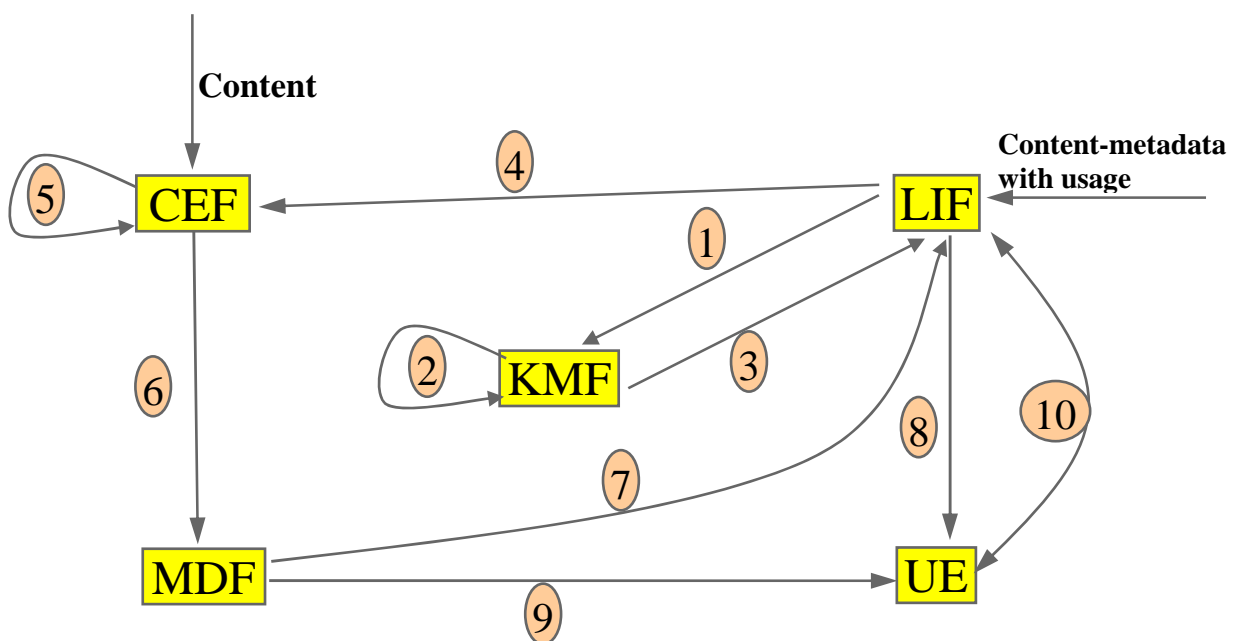 Content
Content-metadata
with usage
4
5
CEF
LIF
1
2
KMF
3
6
8
10
7
MDF
UE
9